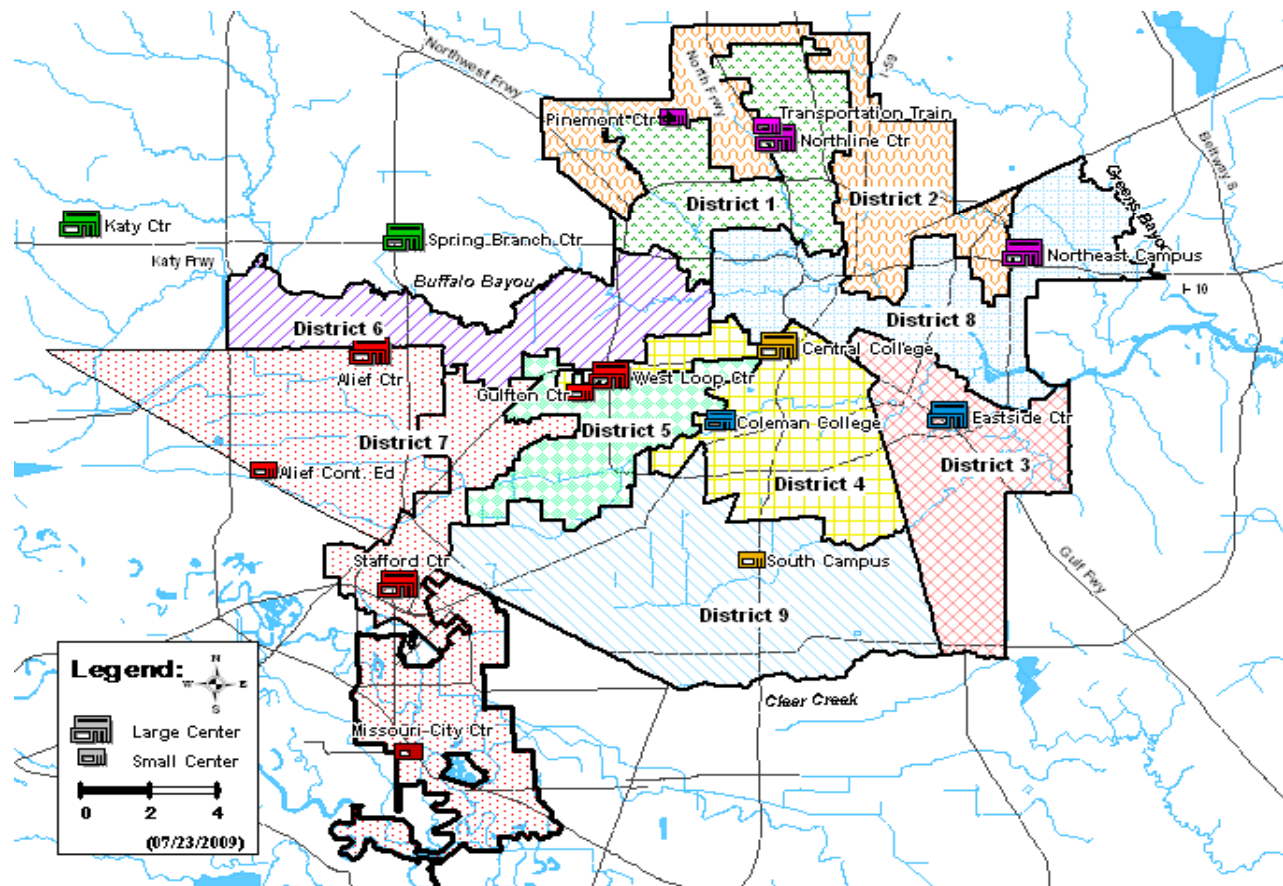 Northwest Frwy
North Frwy
I-59
Pinemont Ctr
Transportation Train
Northline Ctr
Beltway 8
Greens Bayou
District 1
District 2
Katy Ctr
Spring Branch Ctr
Northeast Campus
Katy Frwy
Buffalo Bayou
I- 10
District 6
District 8
Central College
Alief Ctr
West Loop Ctr
Gulfton Ctr
Coleman College
Eastside Ctr
District 7
District 5
Alief Cont. Ed
District 3
District 4
Stafford Ctr
South Campus
Gulf Fwy
District 9
Clear Creek
Missouri City Ctr
Legend:
N
W
E
S
Large Center
Small Center
0 2 4
(07/23/2009)